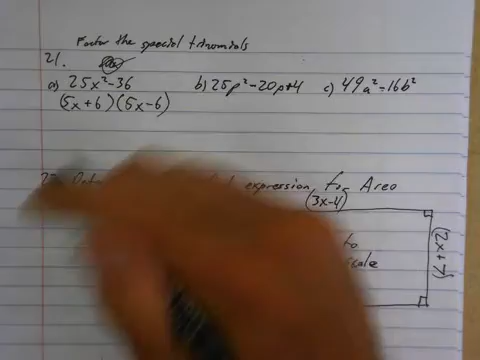 Factor the special trinomials
21.
a) 25x²-36 b) 25p²-20p+4 c) 49a²-16b²
(5x+6)(5x-6)
expression for Area
(3x-4)
to
scale
(2x+7)